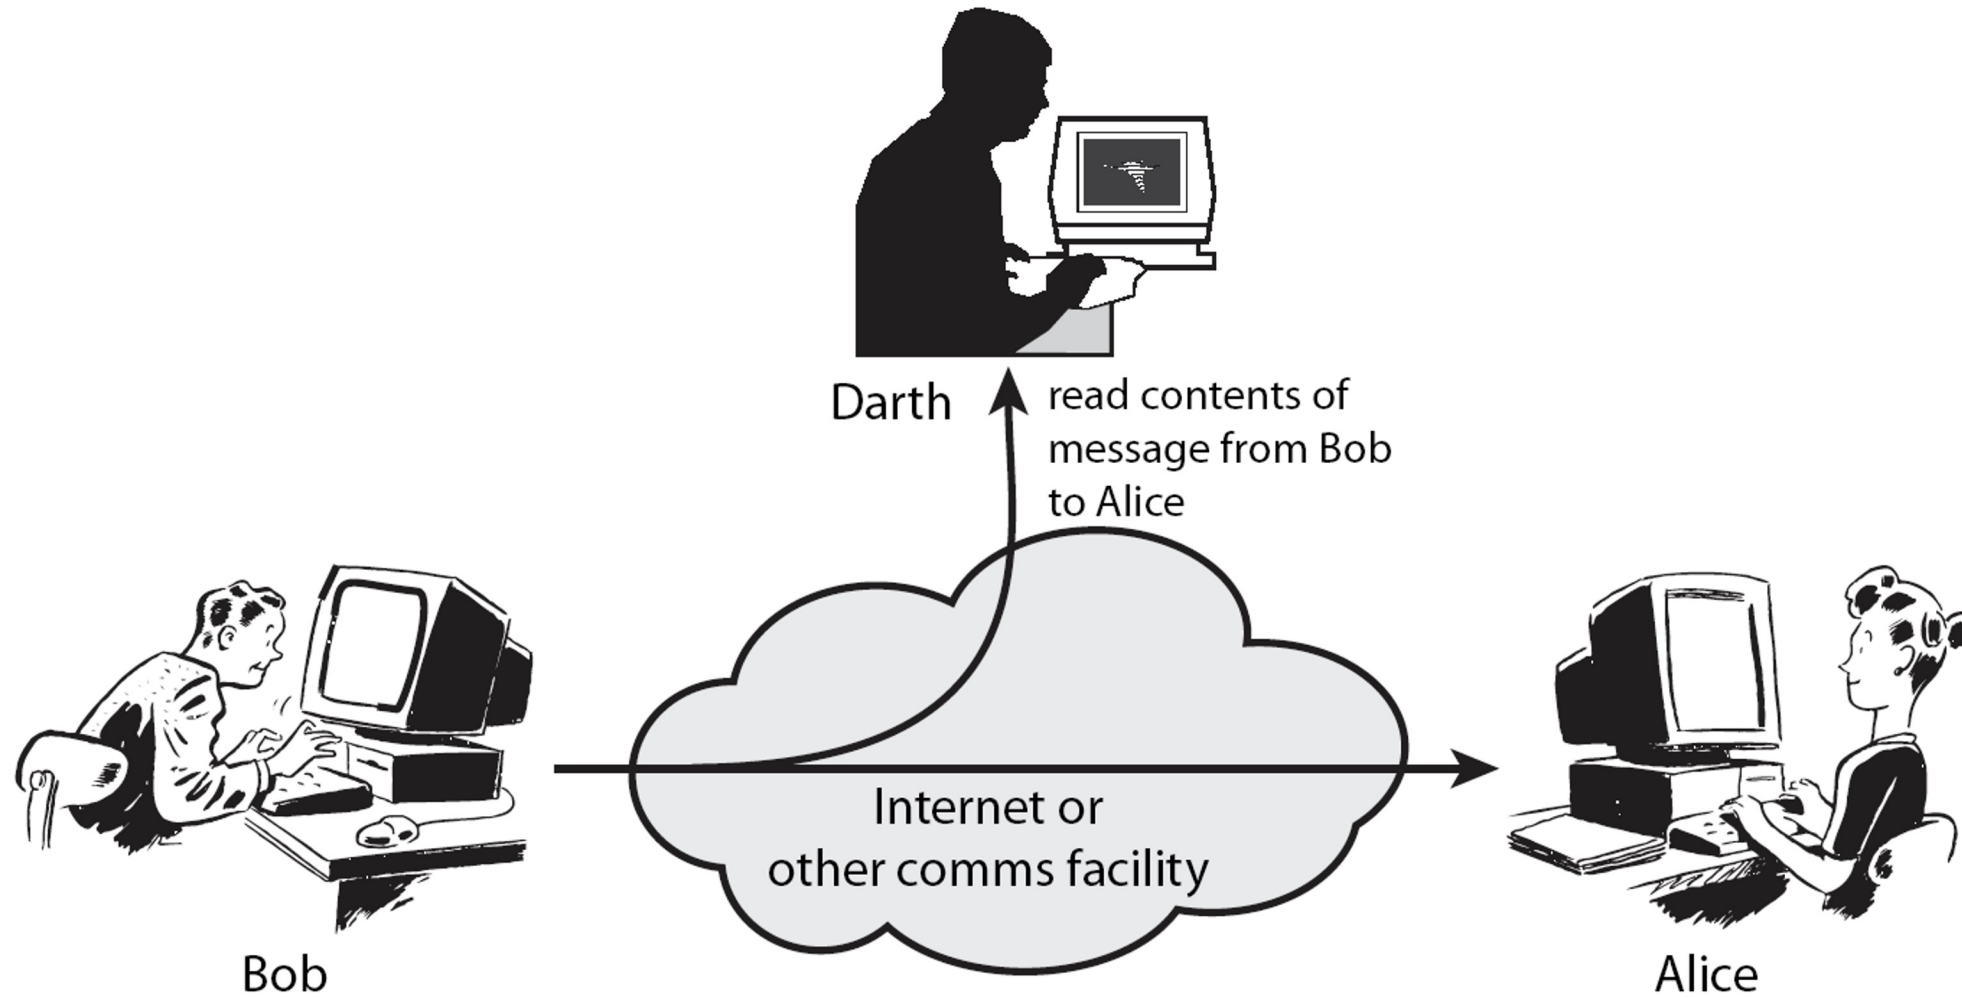 Darth
read contents of
message from Bob
to Alice
Internet or
other comms facility
Bob
Alice